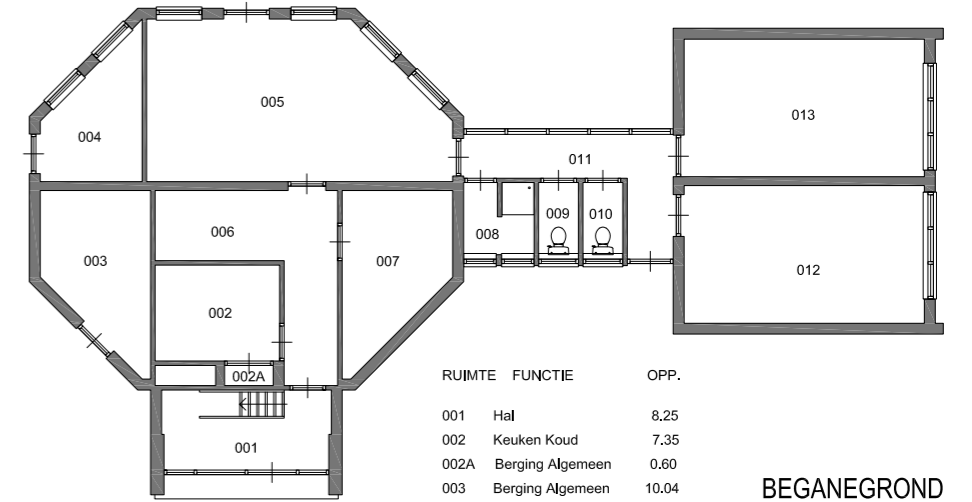 005
004
013
011
009
010
008
006
003
007
012
002
002A
001
RUIMTE FUNCTIE OPP.
001 Hal 8.25
002 Keuken Koud 7.35
002A Berging Algemeen 0.60
003 Berging Algemeen 10.04
BEGANEGROND